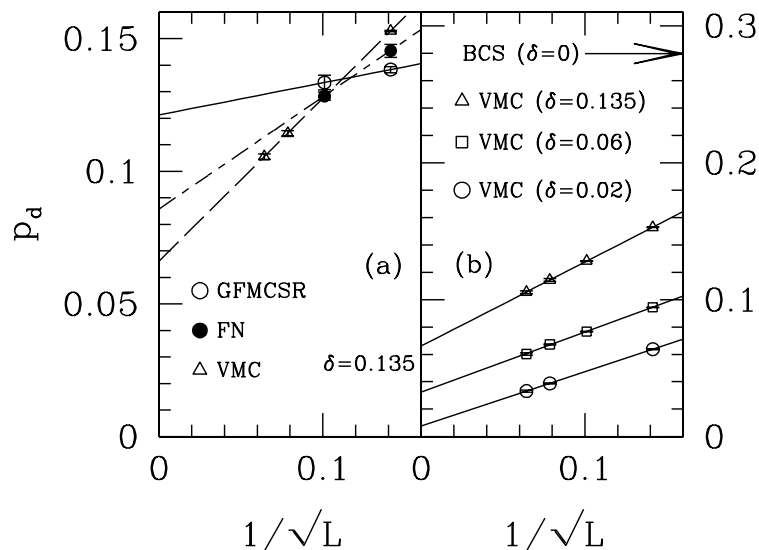 0.15
0.1
0.05
0
p_d
(a)
GFMCSR
FN
VMC
δ=0.135
0
0.1
1/√L
BCS (δ=0)
VMC (δ=0.135)
VMC (δ=0.06)
VMC (δ=0.02)
(b)
0.3
0.2
0.1
0
0
0.1
1/√L